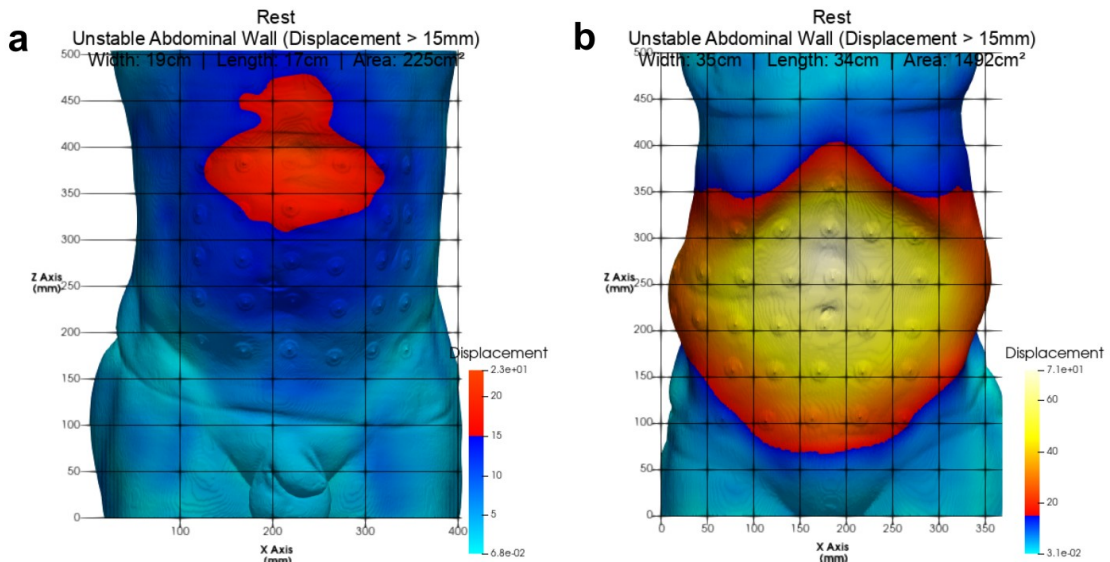 a
Rest
Unstable Abdominal Wall (Displacement > 15mm)
Width: 19cm | Length: 17cm | Area: 225cm²
500
450
400
350
300
250
200
150
100
50
0
Z Axis
(mm)
100
200
300
400
X Axis
(mm)
Displacement
2.3e+01
20
15
10
5
6.8e-02
b
Rest
Unstable Abdominal Wall (Displacement > 15mm)
Width: 35cm | Length: 34cm | Area: 1492cm²
500
450
400
350
300
250
200
150
100
50
0
Z Axis
(mm)
0
50
100
150
200
250
300
350
X Axis
(mm)
Displacement
7.1e+01
60
40
20
3.1e-02